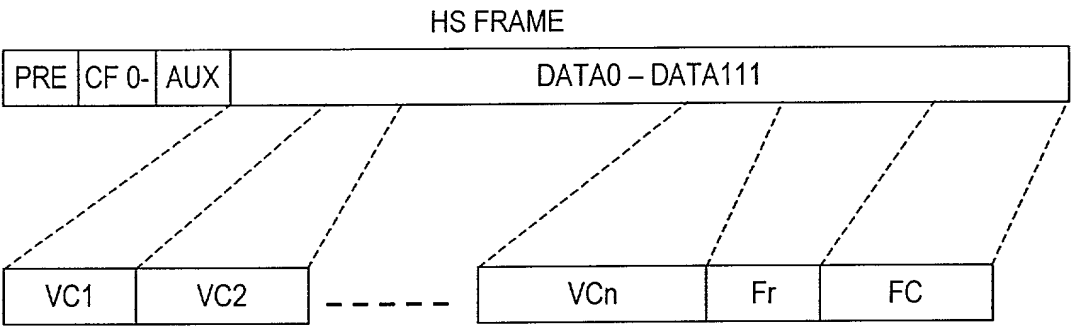 HS FRAME
PRE CF 0- AUX DATA0 – DATA111
VC1 VC2 VCn Fr FC